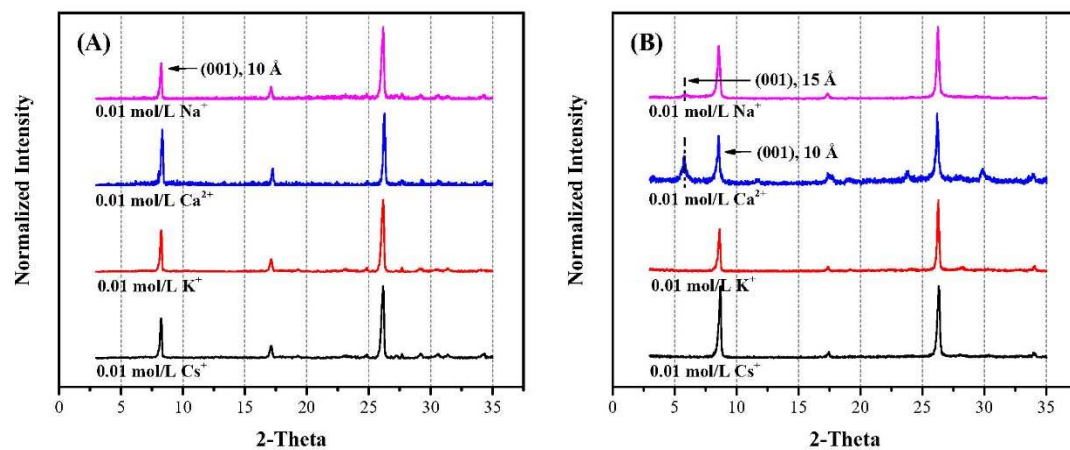 (A)
(001), 10 Å
0.01 mol/L Na⁺
0.01 mol/L Ca²⁺
0.01 mol/L K⁺
0.01 mol/L Cs⁺
Normalized Intensity
0 5 10 15 20 25 30 35
2-Theta
(B)
(001), 15 Å
0.01 mol/L Na⁺
(001), 10 Å
0.01 mol/L Ca²⁺
0.01 mol/L K⁺
0.01 mol/L Cs⁺
Normalized Intensity
0 5 10 15 20 25 30 35
2-Theta